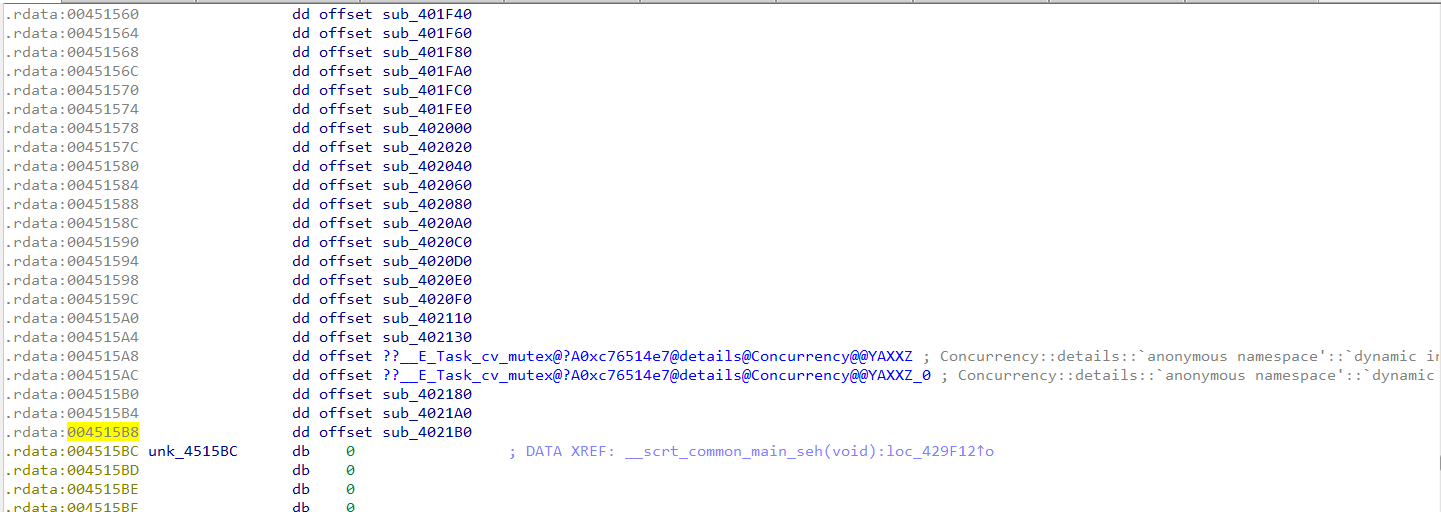 .rdata:00451560 dd offset sub_401F40
.rdata:00451564 dd offset sub_401F60
.rdata:00451568 dd offset sub_401F80
.rdata:0045156C dd offset sub_401FA0
.rdata:00451570 dd offset sub_401FC0
.rdata:00451574 dd offset sub_401FE0
.rdata:00451578 dd offset sub_402000
.rdata:0045157C dd offset sub_402020
.rdata:00451580 dd offset sub_402040
.rdata:00451584 dd offset sub_402060
.rdata:00451588 dd offset sub_402080
.rdata:0045158C dd offset sub_4020A0
.rdata:00451590 dd offset sub_4020C0
.rdata:00451594 dd offset sub_4020D0
.rdata:00451598 dd offset sub_4020E0
.rdata:0045159C dd offset sub_4020F0
.rdata:004515A0 dd offset sub_402110
.rdata:004515A4 dd offset sub_402130
.rdata:004515A8 dd offset ??__E_Task_cv_mutex@?A0xc76514e7@details@Concurrency@@YAXXZ ; Concurrency::details::`anonymous namespace'::`dynamic in
.rdata:004515AC dd offset ??__E_Task_cv_mutex@?A0xc76514e7@details@Concurrency@@YAXXZ_0 ; Concurrency::details::`anonymous namespace'::`dynamic
.rdata:004515B0 dd offset sub_402180
.rdata:004515B4 dd offset sub_4021A0
.rdata:004515B8 dd offset sub_4021B0
.rdata:004515BC unk_4515BC db 0 ; DATA XREF: __scrt_common_main_seh(void):loc_429F12↑o
.rdata:004515BD db 0
.rdata:004515BE db 0
.rdata:004515BF db 0